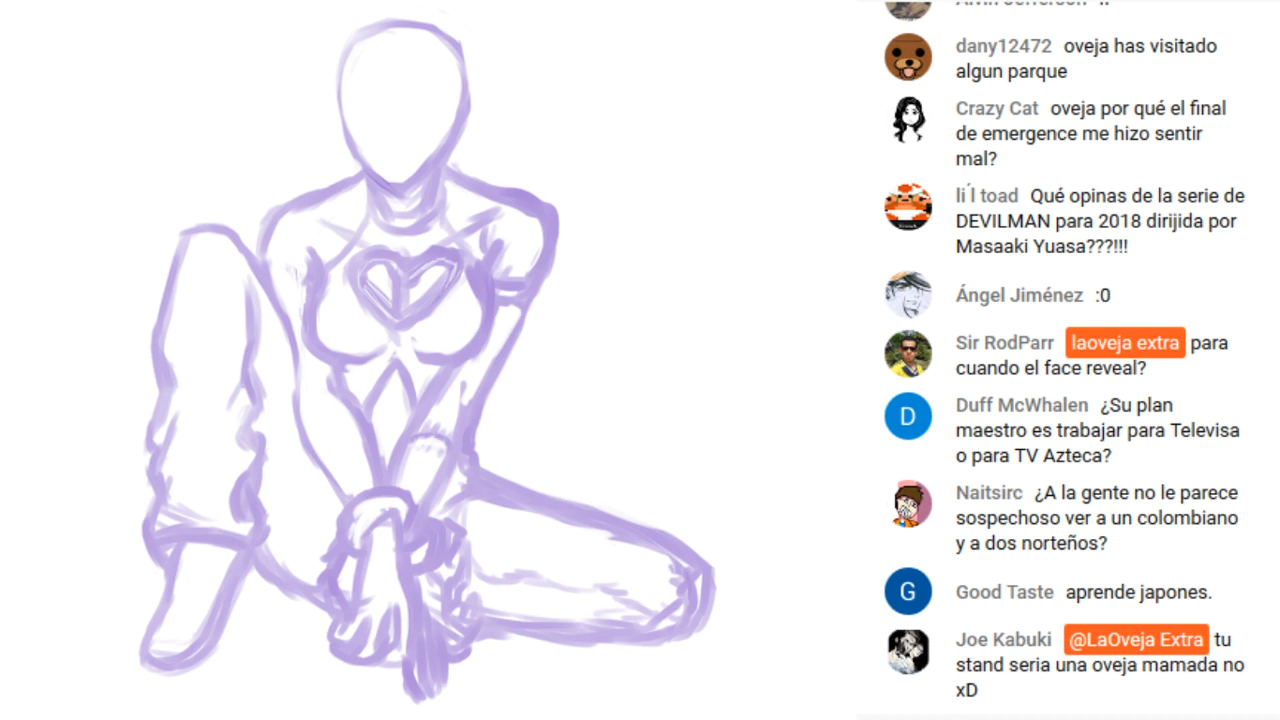 dany12472 oveja has visitado
algun parque
Crazy Cat oveja por qué el final
de emergence me hizo sentir
mal?
li ́l toad Qué opinas de la serie de
DEVILMAN para 2018 dirijida por
Masaaki Yuasa???!!!
Ángel Jiménez :0
Sir RodParr laoveja extra para
cuando el face reveal?
Duff McWhalen ¿Su plan
maestro es trabajar para Televisa
o para TV Azteca?
Naitsirc ¿A la gente no le parece
sospechoso ver a un colombiano
y a dos norteños?
D
Good Taste aprende japones.
G
Joe Kabuki @LaOveja Extra tu
stand seria una oveja mamada no
xD